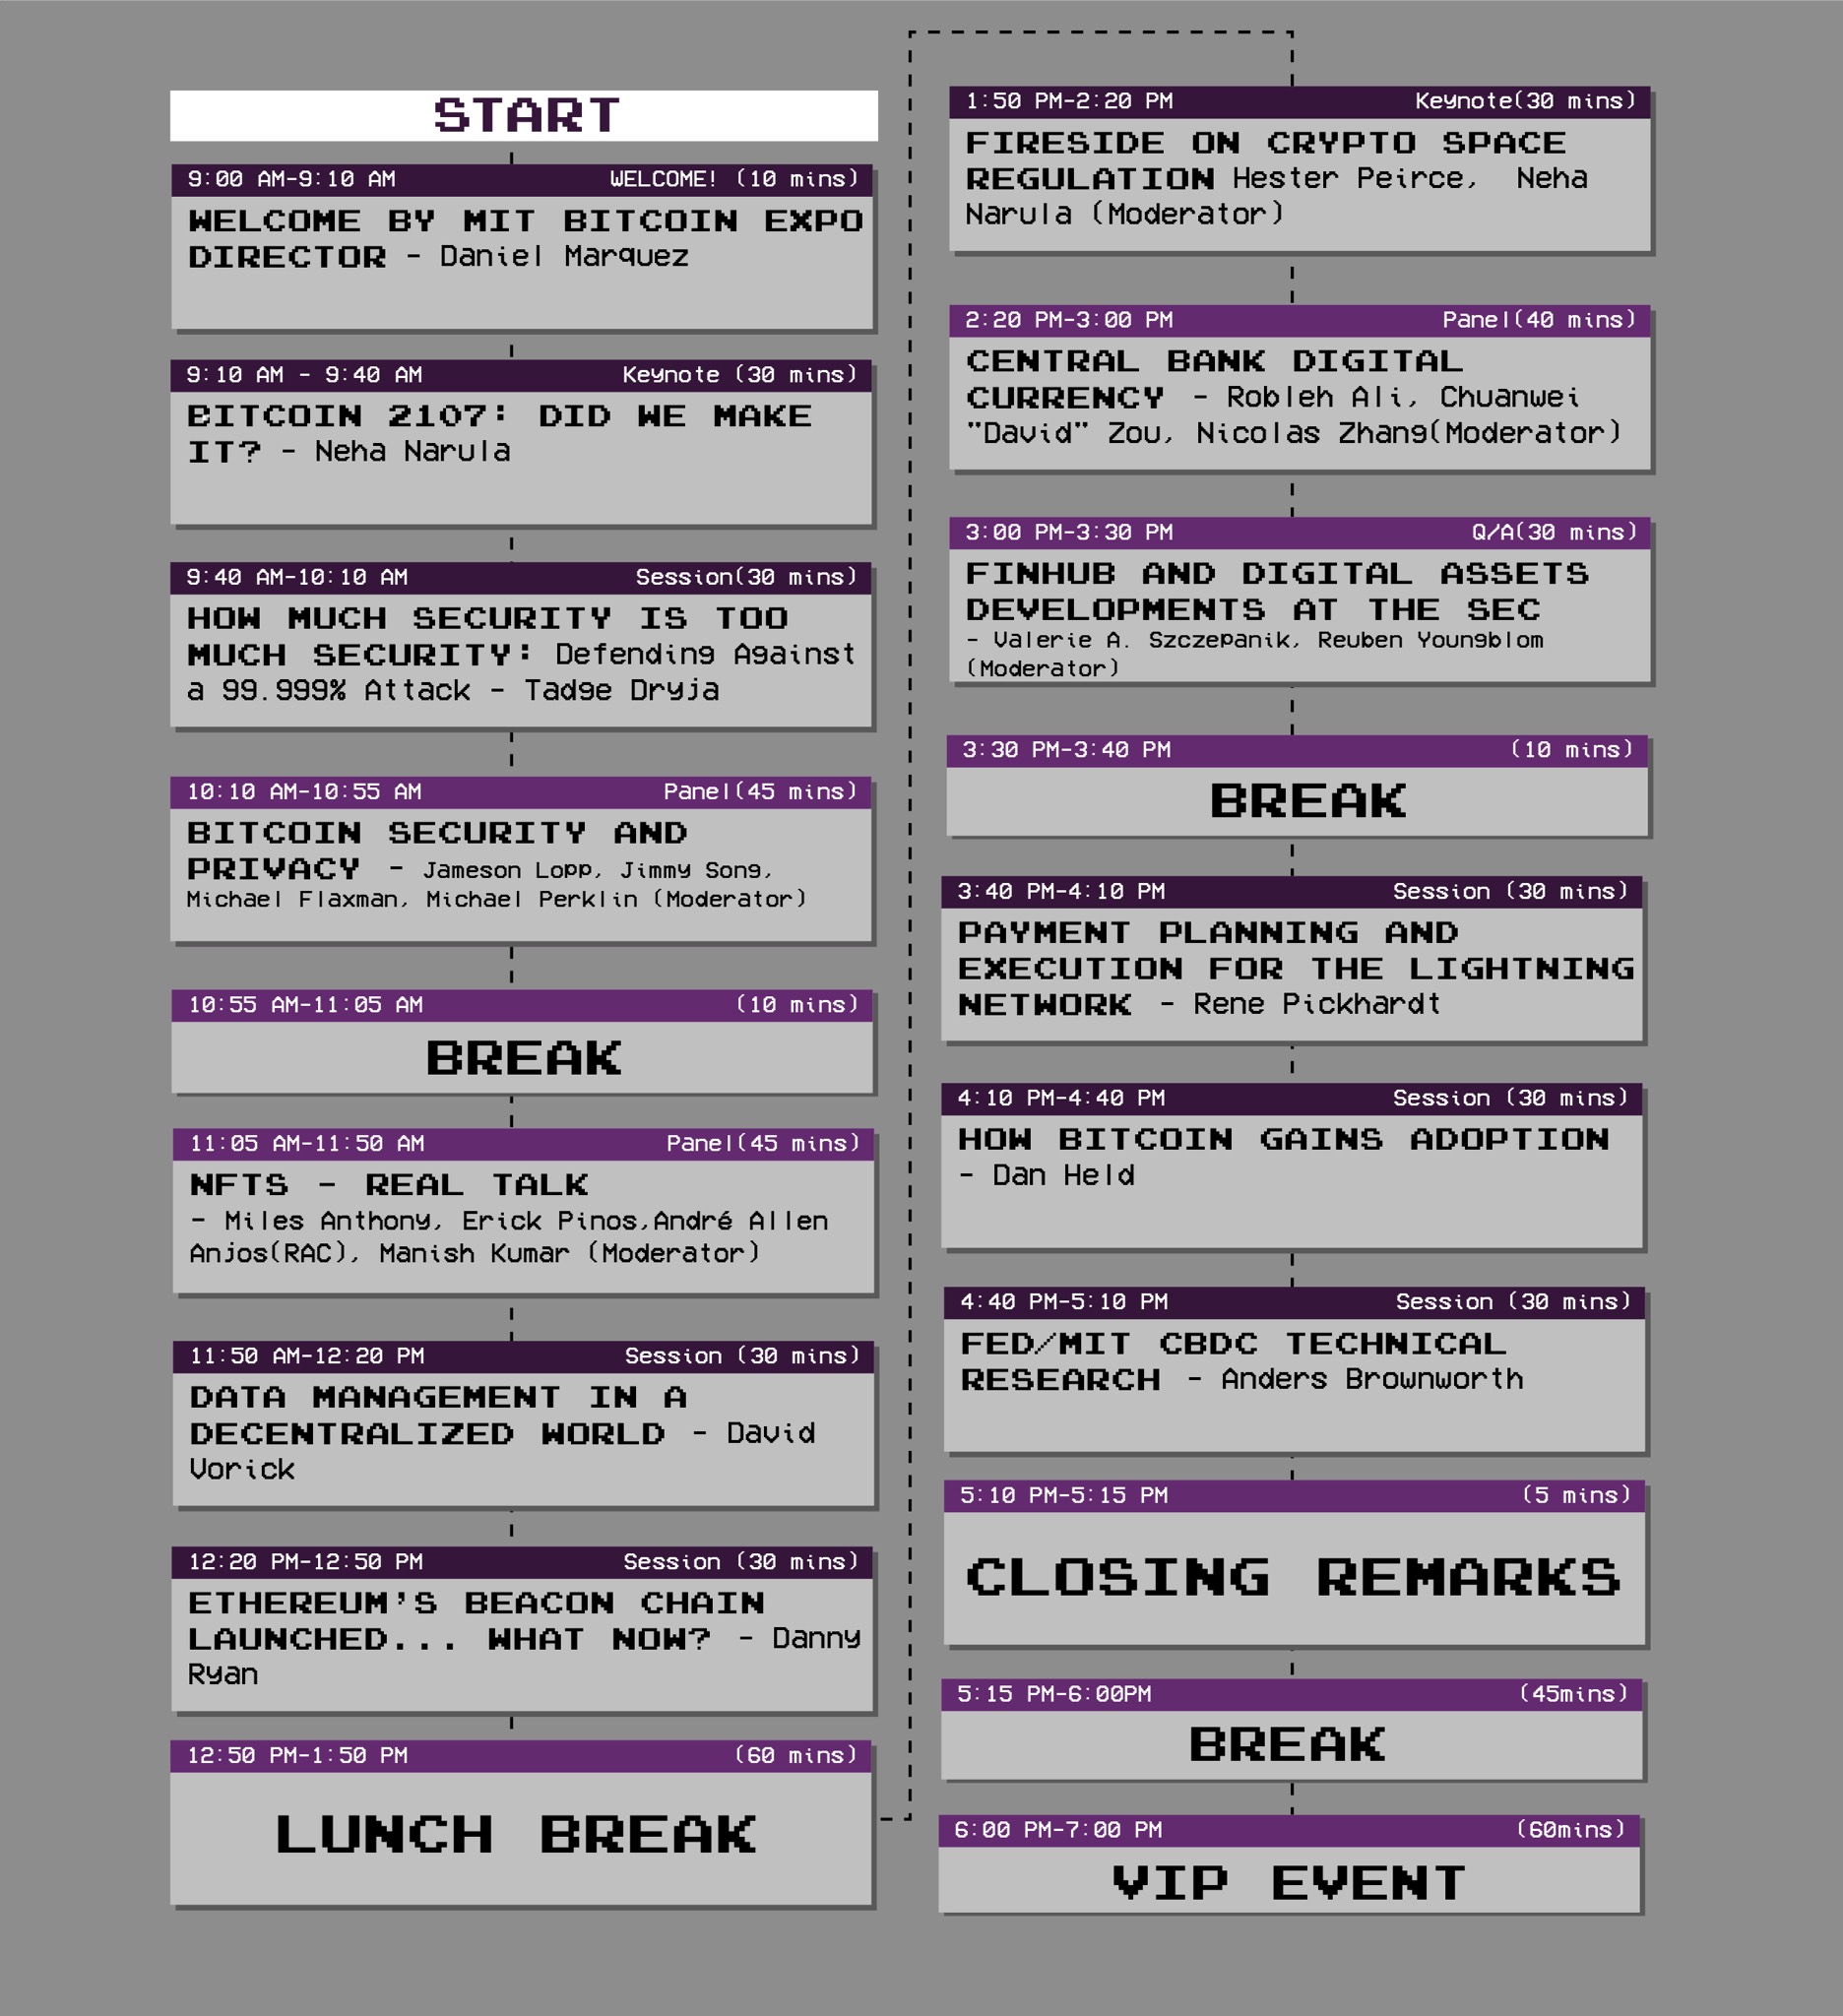 START
9:00 AM-9:10 AM WELCOME! (10 mins)
WELCOME BY MIT BITCOIN EXPO
DIRECTOR - Daniel Marquez
9:10 AM - 9:40 AM Keynote (30 mins)
BITCOIN 2107: DID WE MAKE
IT? - Neha Narula
9:40 AM-10:10 AM Session(30 mins)
HOW MUCH SECURITY IS TOO
MUCH SECURITY: Defending Against
a 99.999% Attack - Tadge Dryja
10:10 AM-10:55 AM Panel(45 mins)
BITCOIN SECURITY AND
PRIVACY - Jameson Lopp, Jimmy Song,
Michael Flaxman, Michael Perklin (Moderator)
10:55 AM-11:05 AM (10 mins)
BREAK
11:05 AM-11:50 AM Panel(45 mins)
NFTS - REAL TALK
- Miles Anthony, Erick Pinos,André Allen
Anjos(RAC), Manish Kumar (Moderator)
11:50 AM-12:20 PM Session (30 mins)
DATA MANAGEMENT IN A
DECENTRALIZED WORLD - David
Vorick
12:20 PM-12:50 PM Session (30 mins)
ETHEREUM'S BEACON CHAIN
LAUNCHED... WHAT NOW? - Danny
Ryan
12:50 PM-1:50 PM (60 mins)
LUNCH BREAK
1:50 PM-2:20 PM Keynote(30 mins)
FIRESIDE ON CRYPTO SPACE
REGULATION Hester Peirce, Neha
Narula (Moderator)
2:20 PM-3:00 PM Panel(40 mins)
CENTRAL BANK DIGITAL
CURRENCY - Robleh Ali, Chuanwei
"David" Zou, Nicolas Zhang(Moderator)
3:00 PM-3:30 PM Q/A(30 mins)
FINHUB AND DIGITAL ASSETS
DEVELOPMENTS AT THE SEC
- Valerie A. Szczepanik, Reuben Youngblom
(Moderator)
3:30 PM-3:40 PM (10 mins)
BREAK
3:40 PM-4:10 PM Session (30 mins)
PAYMENT PLANNING AND
EXECUTION FOR THE LIGHTNING
NETWORK - Rene Pickhardt
4:10 PM-4:40 PM Session (30 mins)
HOW BITCOIN GAINS ADOPTION
- Dan Held
4:40 PM-5:10 PM Session (30 mins)
FED/MIT CBDC TECHNICAL
RESEARCH - Anders Brownworth
5:10 PM-5:15 PM (5 mins)
CLOSING REMARKS
5:15 PM-6:00PM (45mins)
BREAK
6:00 PM-7:00 PM (60mins)
VIP EVENT